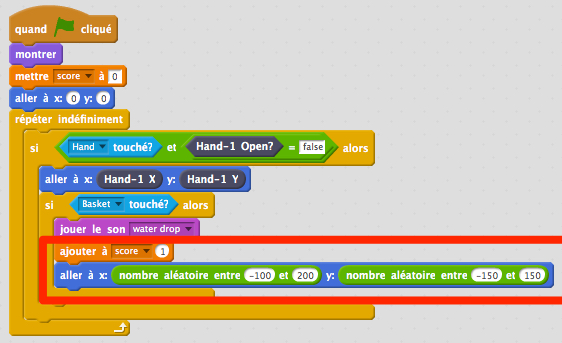 quand cliqué
montrer
mettre score à 0
aller à x: 0 y: 0
répéter indéfiniment
si Hand touché? et Hand-1 Open? = false alors
aller à x: Hand-1 X y: Hand-1 Y
si Basket touché? alors
jouer le son water drop
ajouter à score 1
aller à x: nombre aléatoire entre -100 et 200 y: nombre aléatoire entre -150 et 150